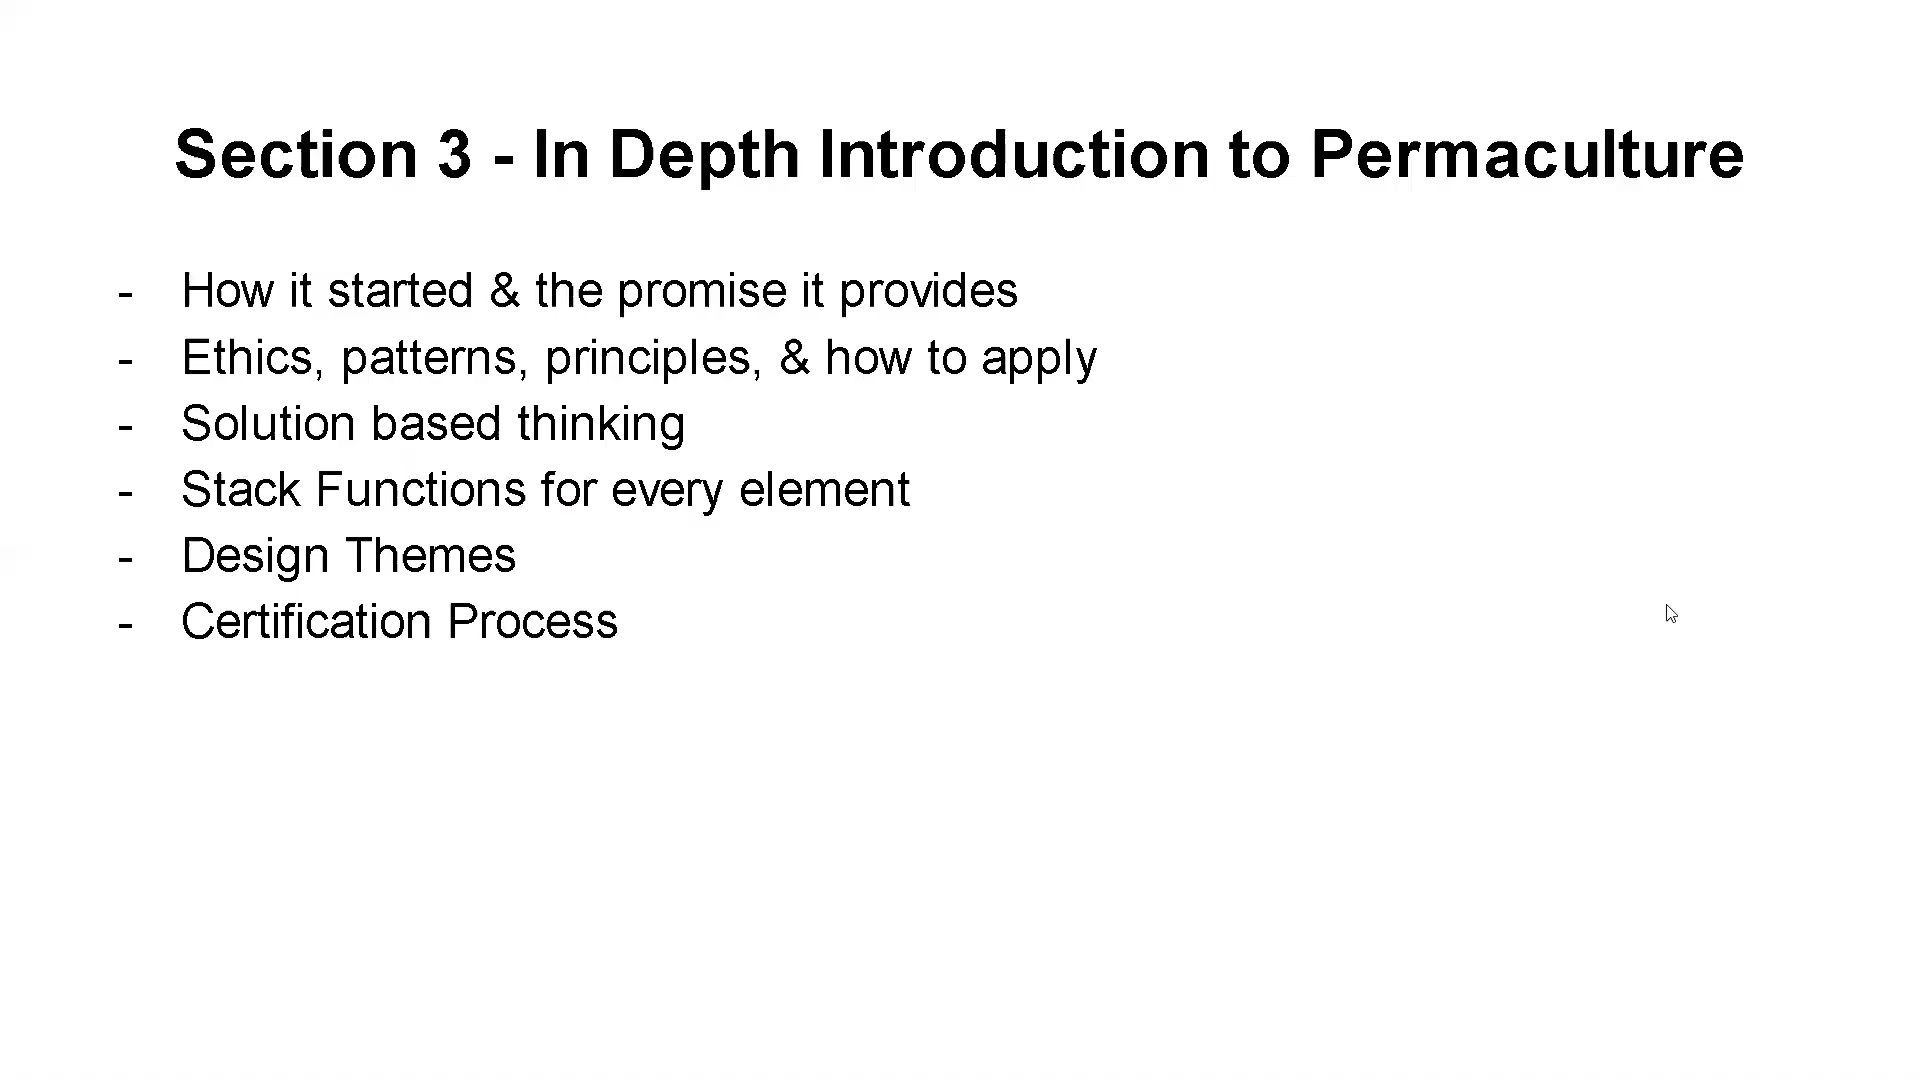 Section 3 - In Depth Introduction to Permaculture
- How it started & the promise it provides
- Ethics, patterns, principles, & how to apply
- Solution based thinking
- Stack Functions for every element
- Design Themes
- Certification Process